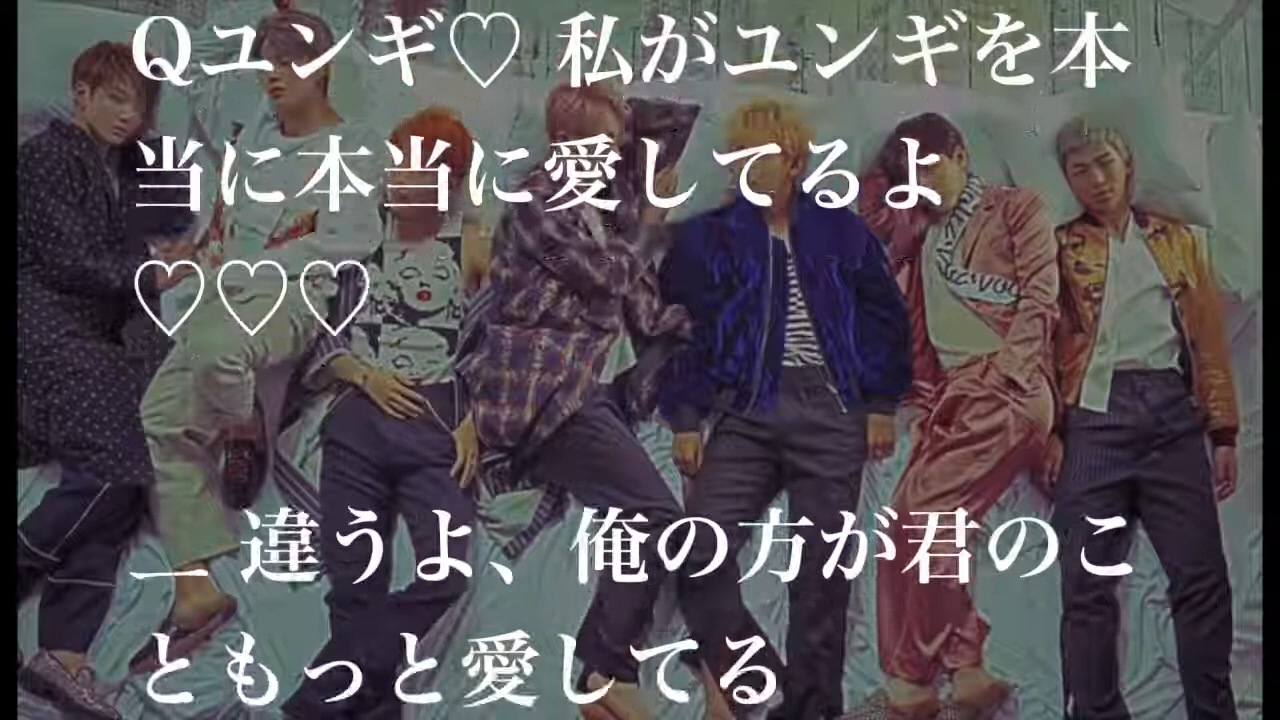 Qユンギ♡ 私がユンギを本
当に本当に愛してるよ
♡♡♡
_ 違うよ、俺の方が君のこ
ともっと愛してる